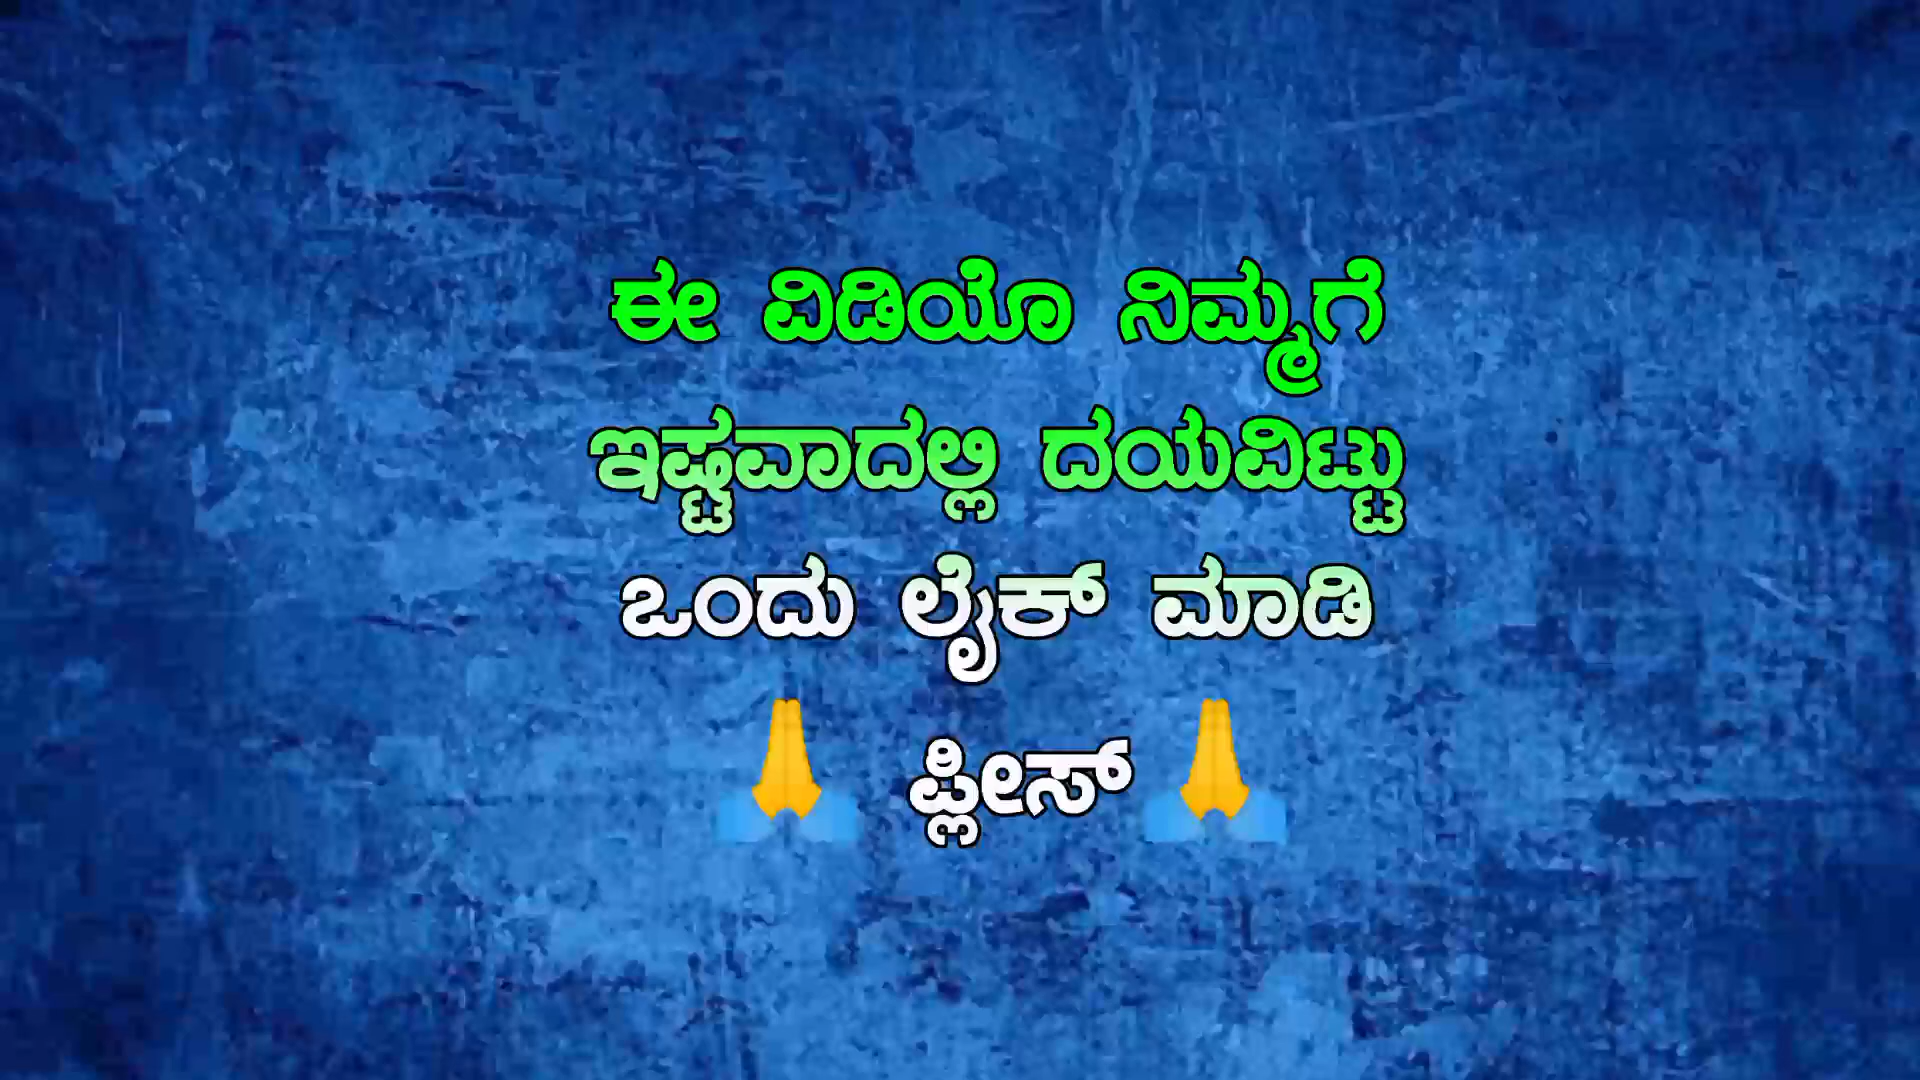 ಈ ವಿಡಿಯೊ ನಿಮ್ಮಗೆ
ಇಷ್ಟವಾದಲ್ಲಿ ದಯವಿಟ್ಟು
ಒಂದು ಲೈಕ್ ಮಾಡಿ
🙏 ಪ್ಲೀಸ್ 🙏